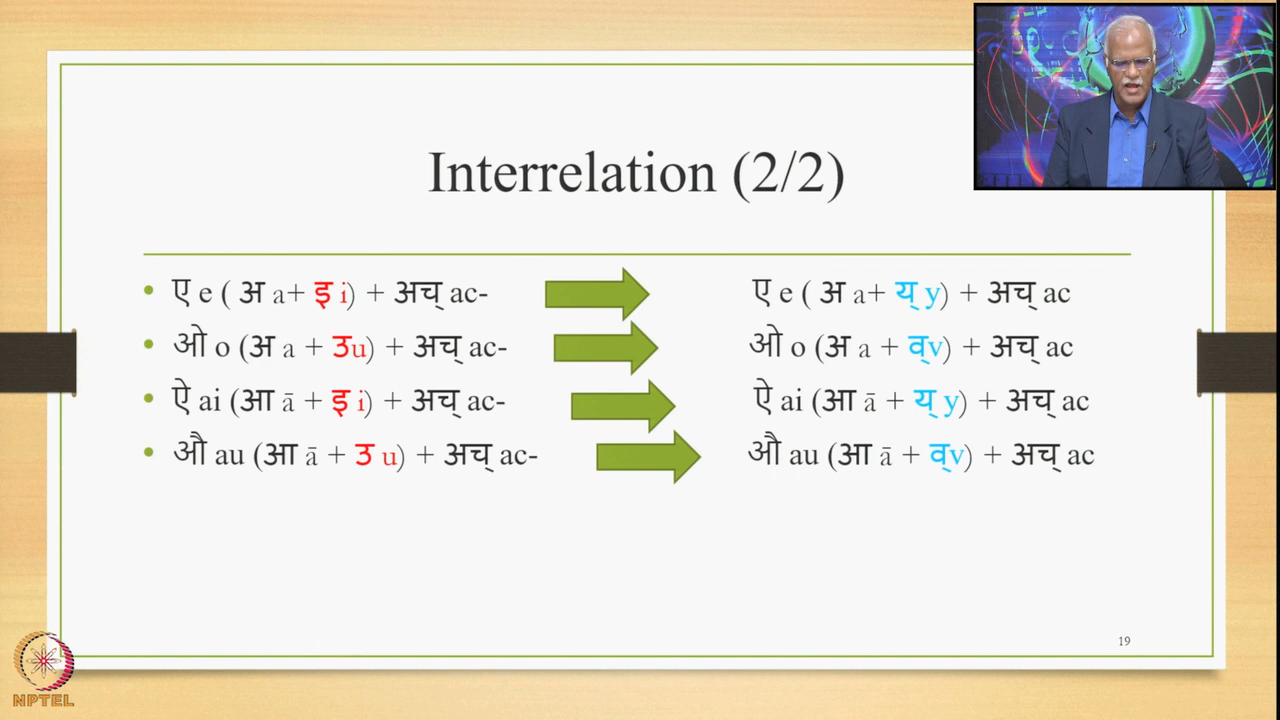 Interrelation (2/2)
• ए e ( अ a+ इ i) + अच् ac- ए e ( अ a+ य् y) + अच् ac
• ओ o (अ a + उu) + अच् ac- ओ o (अ a + व्v) + अच् ac
• ऐ ai (आ ā + इ i) + अच् ac- ऐ ai (आ ā + य् y) + अच् ac
• औ au (आ ā + उ u) + अच् ac- औ au (आ ā + व्v) + अच् ac
19
NPTEL